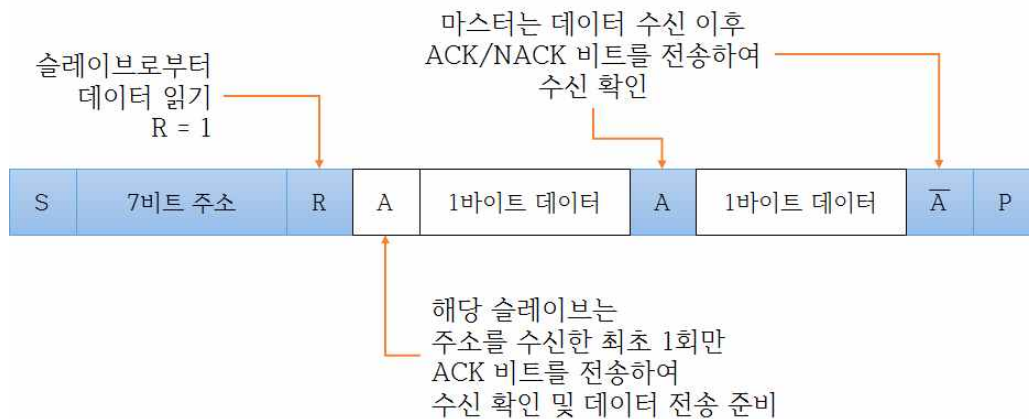 마스터는 데이터 수신 이후
ACK/NACK 비트를 전송하여
수신 확인
슬레이브로부터
데이터 읽기
R = 1
S 7비트 주소 R A 1바이트 데이터 A 1바이트 데이터 A̅ P
해당 슬레이브는
주소를 수신한 최초 1회만
ACK 비트를 전송하여
수신 확인 및 데이터 전송 준비